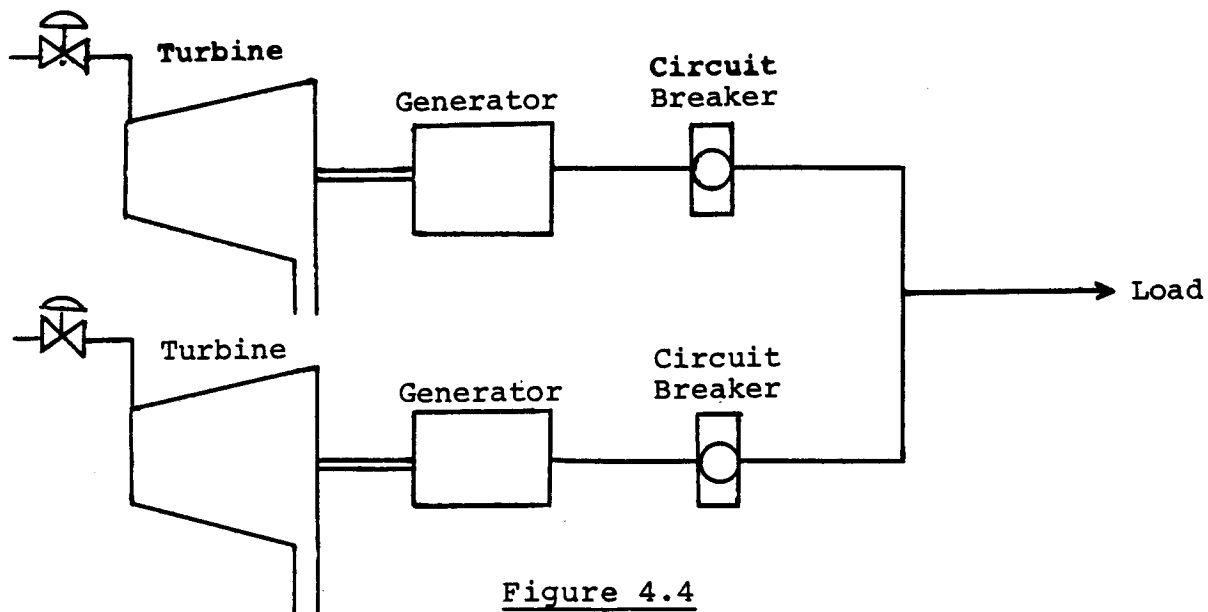 Turbine
Generator
Circuit
Breaker
Load
Turbine
Generator
Circuit
Breaker
Figure 4.4